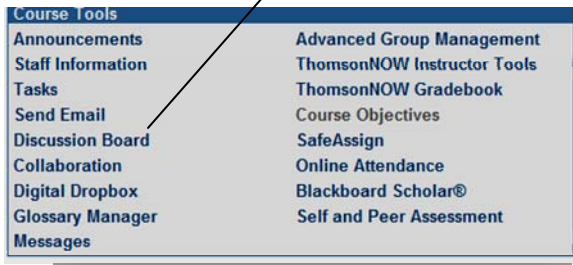 Course Tools
Announcements
Staff Information
Tasks
Send Email
Discussion Board
Collaboration
Digital Dropbox
Glossary Manager
Messages
Advanced Group Management
ThomsonNOW Instructor Tools
ThomsonNOW Gradebook
Course Objectives
SafeAssign
Online Attendance
Blackboard Scholar®
Self and Peer Assessment